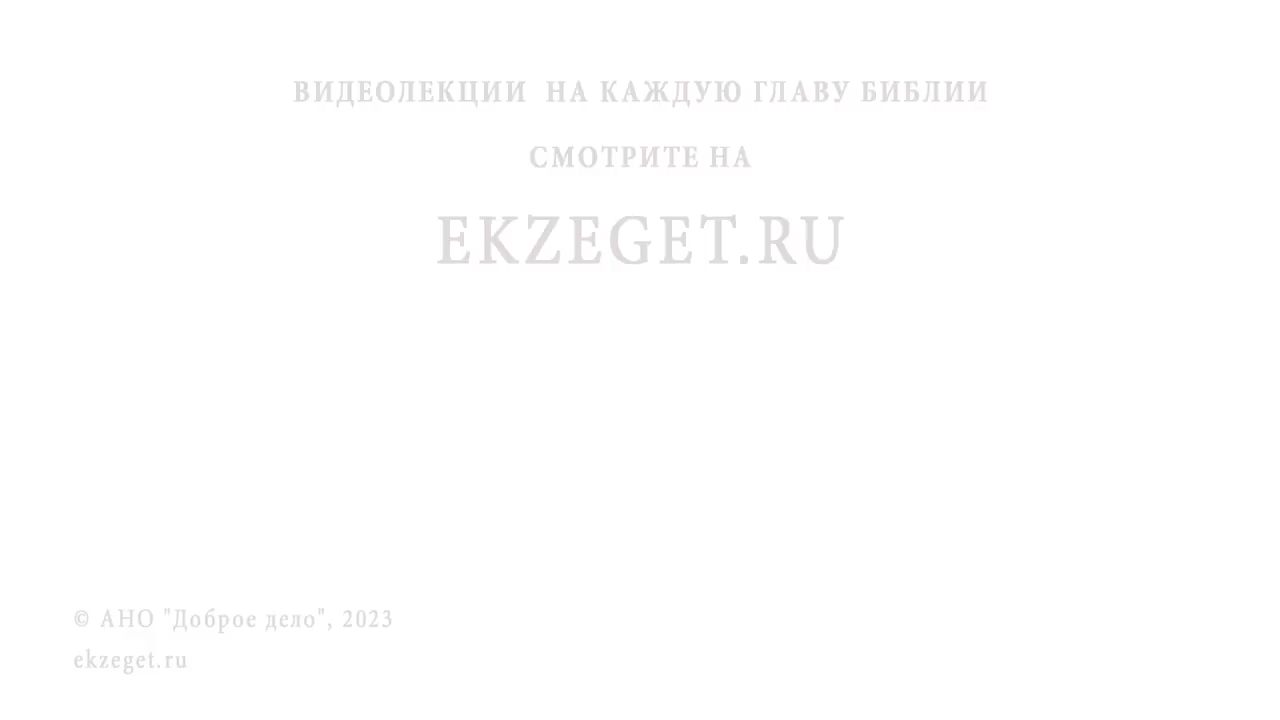 ВИДЕОЛЕКЦИИ НА КАЖДУЮ ГЛАВУ БИБЛИИ
СМОТРИТЕ НА
EKZEGET.RU
© АНО "Доброе дело", 2023
ekzeget.ru